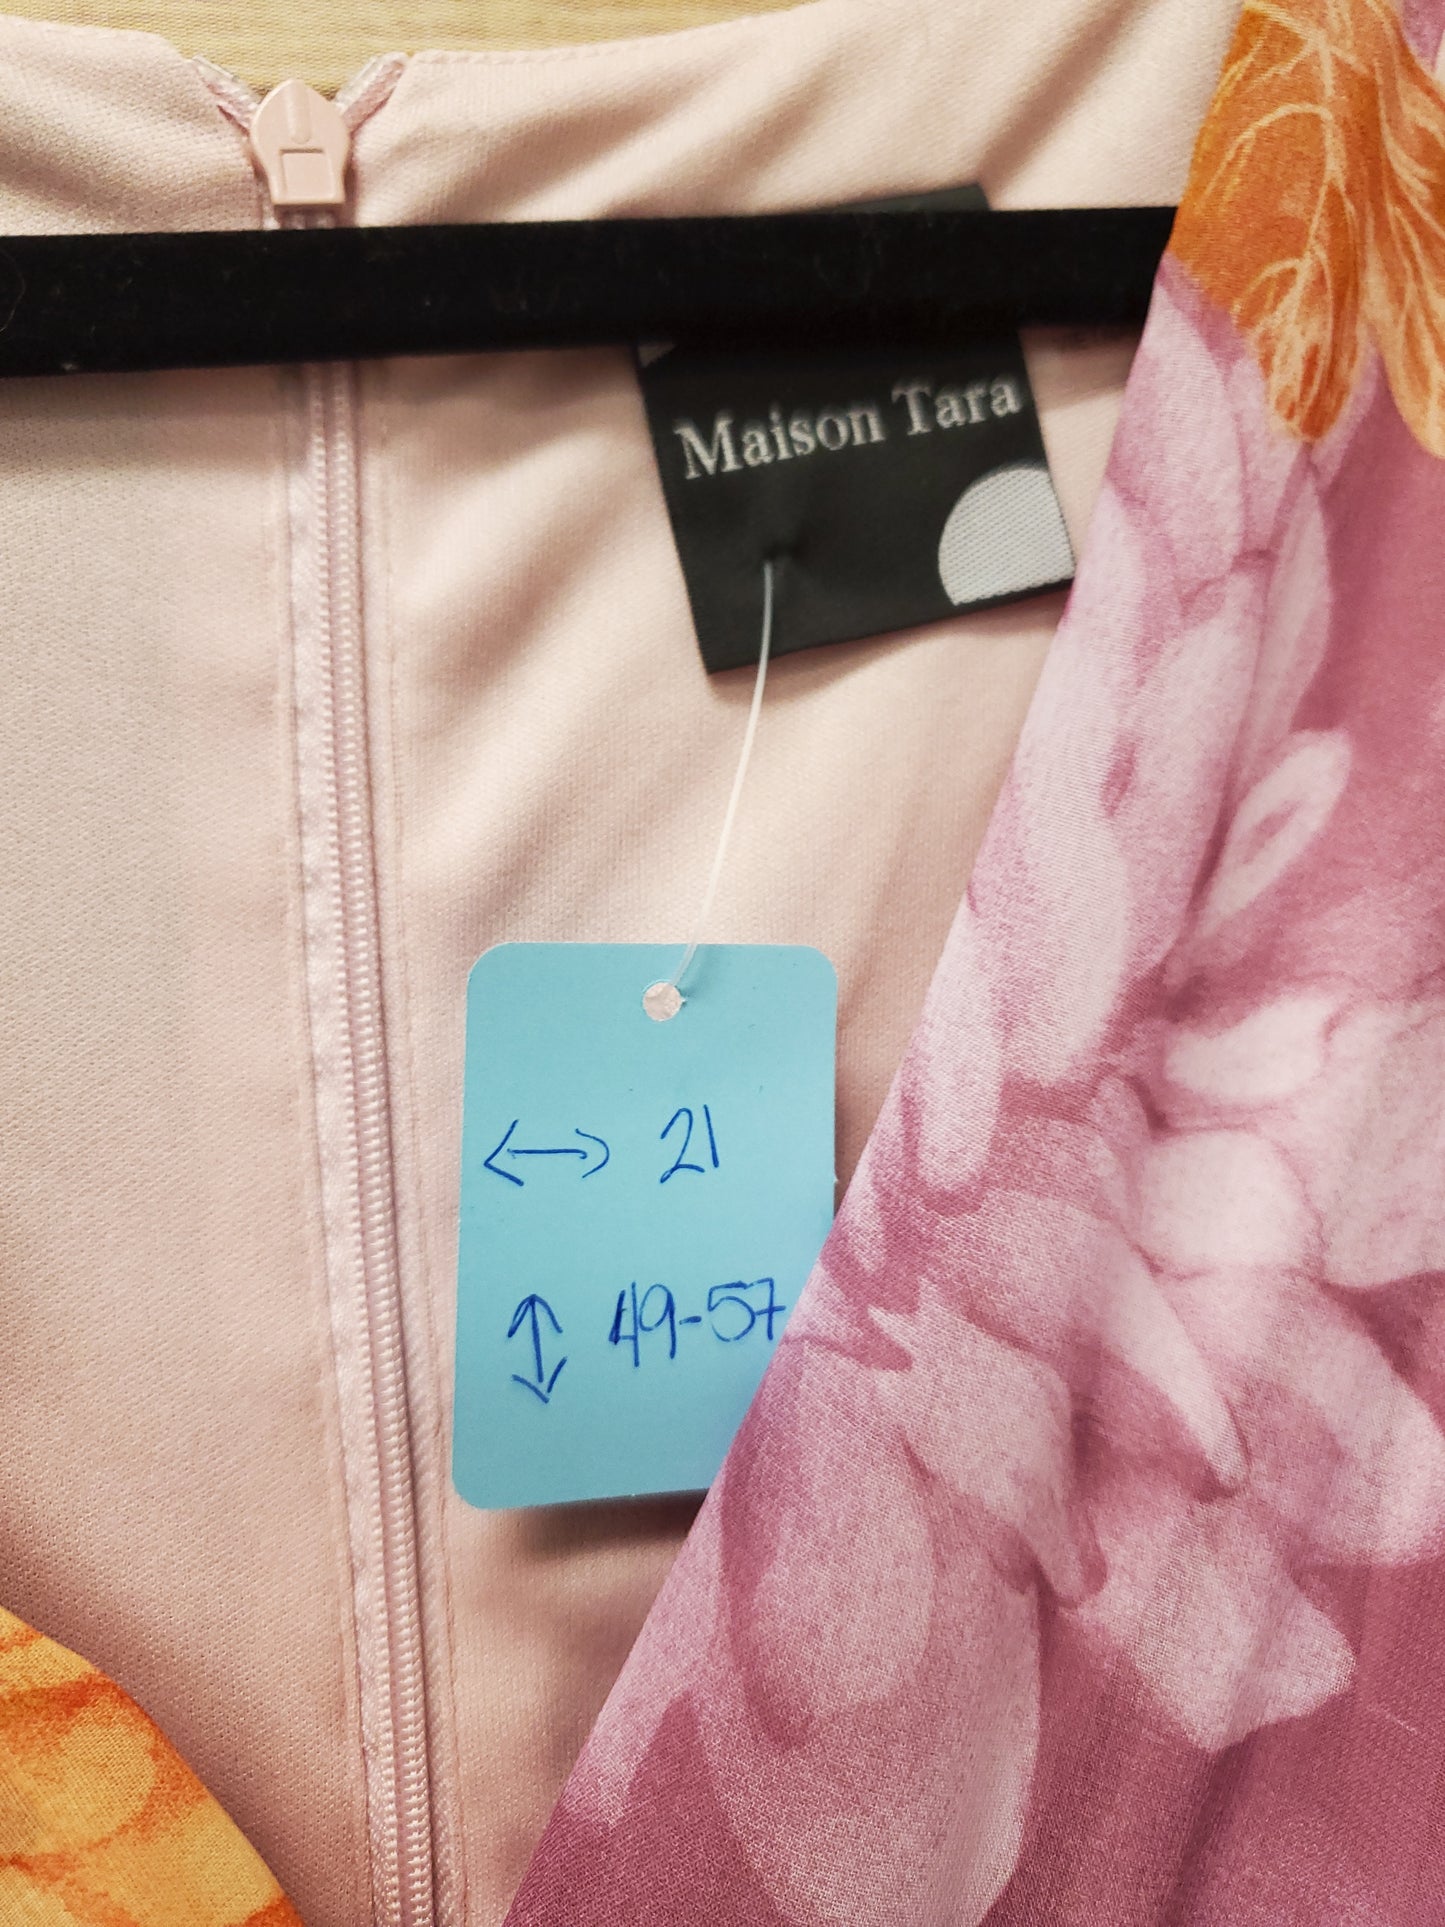 Maison Tara
↔ 21
↕ 49-57